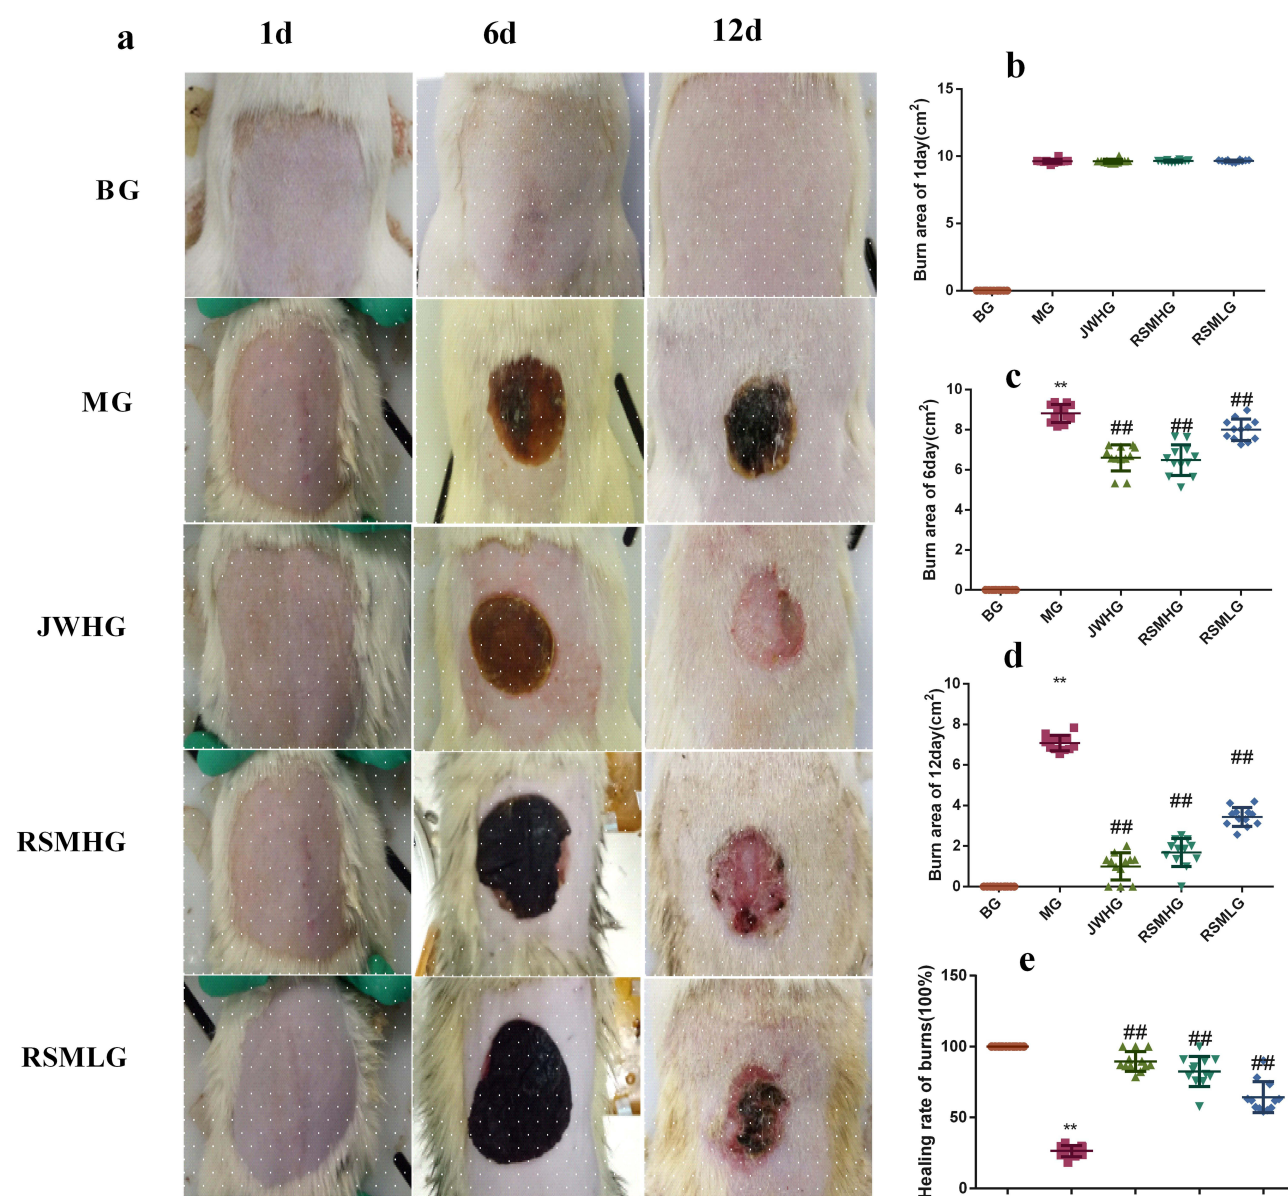 a
1d
6d
12d
BG
MG
JWHG
RSMHG
RSMLG
b
Burn area of 1day(cm²)
15
10
5
0
BG
MG
JWHG
RSMHG
RSMLG
c
Burn area of 6day(cm²)
10
8
6
4
2
0
**
##
##
##
BG
MG
JWHG
RSMHG
RSMLG
d
Burn area of 12day(cm²)
10
8
6
4
2
0
**
##
##
##
BG
MG
JWHG
RSMHG
RSMLG
e
Healing rate of burns(100%)
150
100
50
0
**
##
##
##